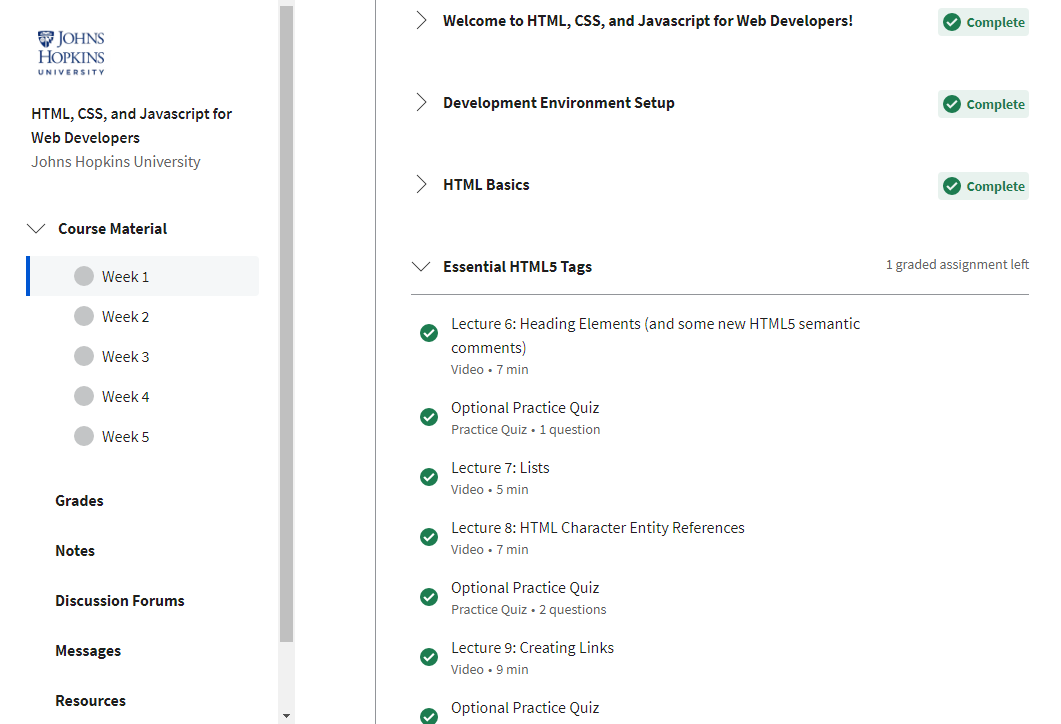 JOHNS
HOPKINS
UNIVERSITY
HTML, CSS, and Javascript for
Web Developers
Johns Hopkins University
Course Material
Week 1
Week 2
Week 3
Week 4
Week 5
Grades
Notes
Discussion Forums
Messages
Resources
Welcome to HTML, CSS, and Javascript for Web Developers!
Complete
Development Environment Setup
Complete
HTML Basics
Complete
Essential HTML5 Tags
1 graded assignment left
Lecture 6: Heading Elements (and some new HTML5 semantic
comments)
Video • 7 min
Optional Practice Quiz
Practice Quiz • 1 question
Lecture 7: Lists
Video • 5 min
Lecture 8: HTML Character Entity References
Video • 7 min
Optional Practice Quiz
Practice Quiz • 2 questions
Lecture 9: Creating Links
Video • 9 min
Optional Practice Quiz